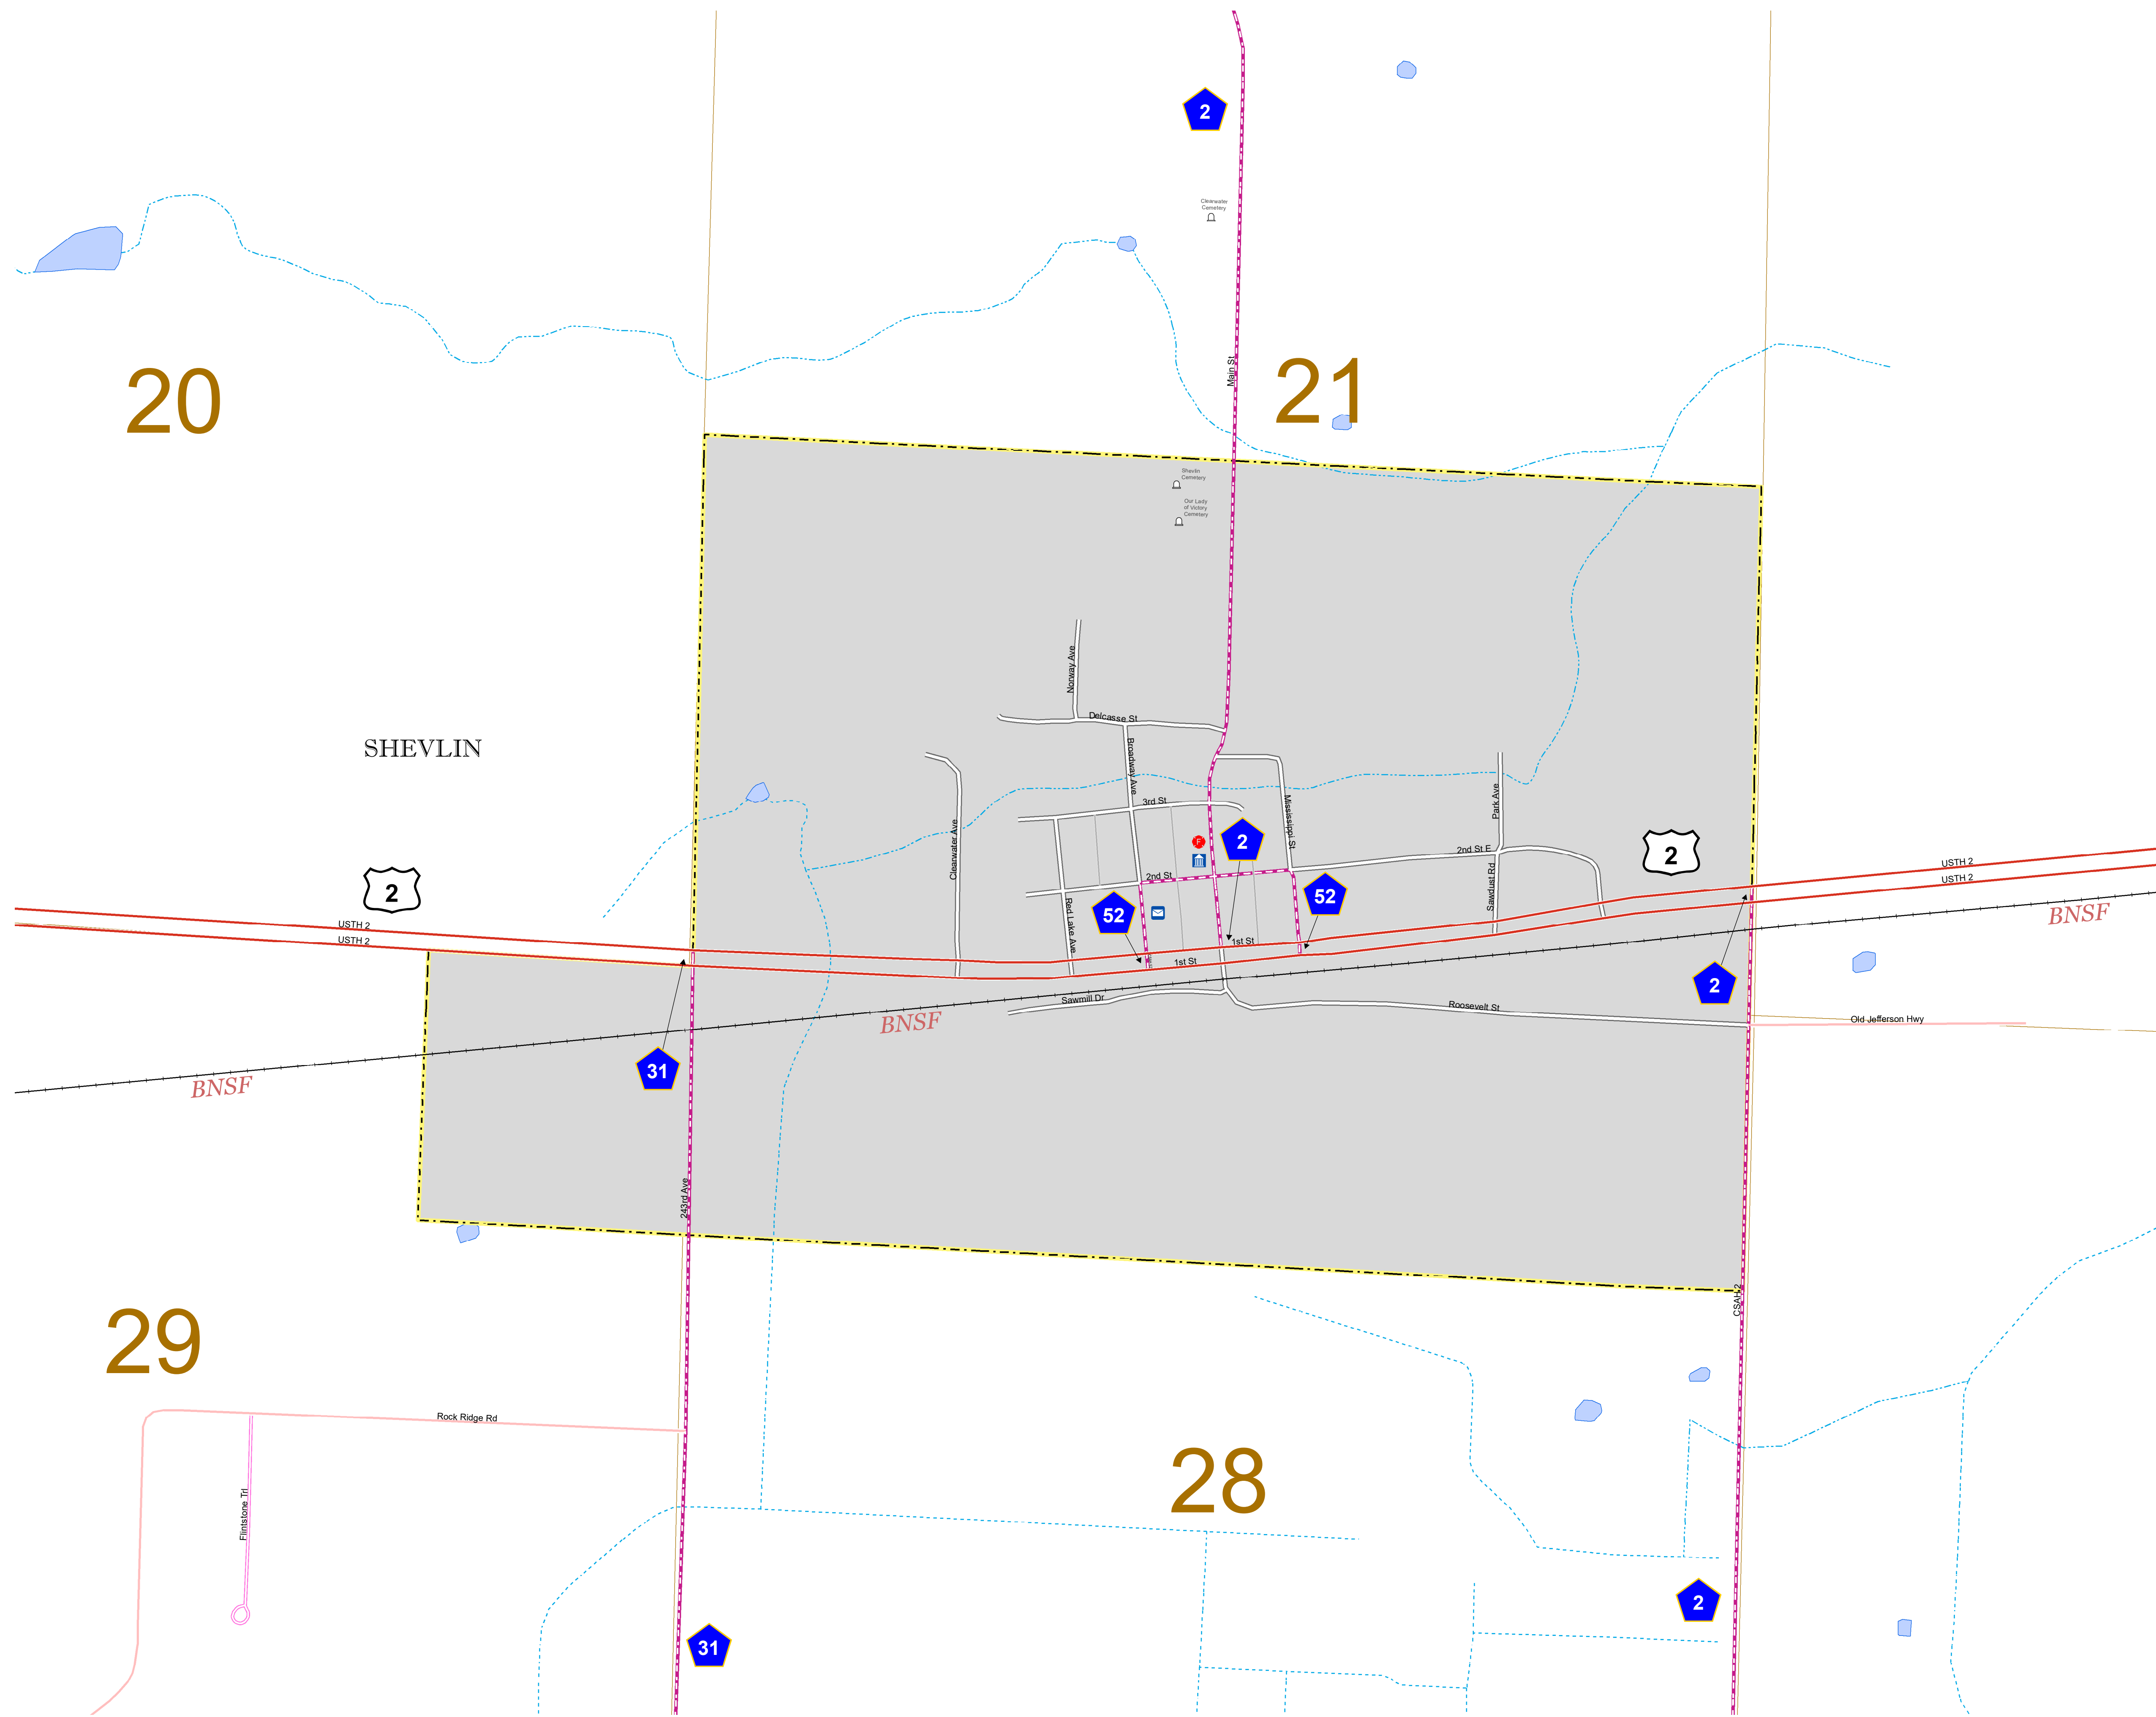 2
Clearwater
Cemetery
20
Main St
21
Shevlin
Cemetery
Our Lady
of Victory
Cemetery
Norway Ave
Delcasse St
SHEVLIN
Broadway Ave
3rd St
Mississippi St
Park Ave
Clearwater Ave
F
2
2nd St E
2
USTH 2
USTH 2
2
2nd St
52
52
Red Lake Ave
Sawdust Rd
BNSF
USTH 2
USTH 2
1st St
1st St
2
Sawmill Dr
Roosevelt St
Old Jefferson Hwy
BNSF
31
BNSF
243rd Ave
CSAH 2
29
Rock Ridge Rd
28
Flintstone Trl
2
31